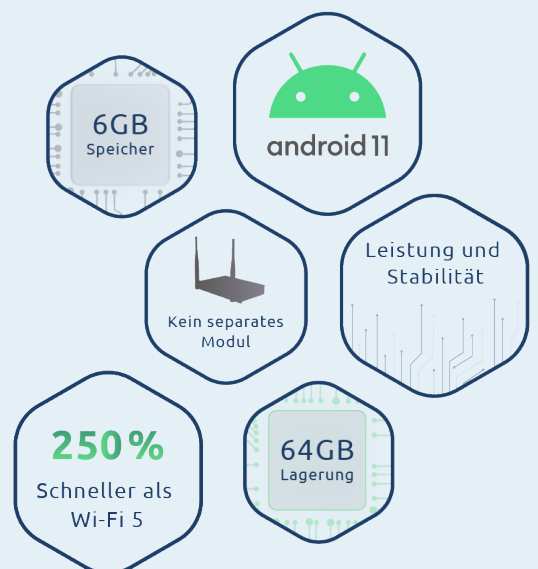 6GB
Speicher
android 11
Leistung und
Stabilität
Kein separates
Modul
250%
Schneller als
Wi-Fi 5
64GB
Lagerung